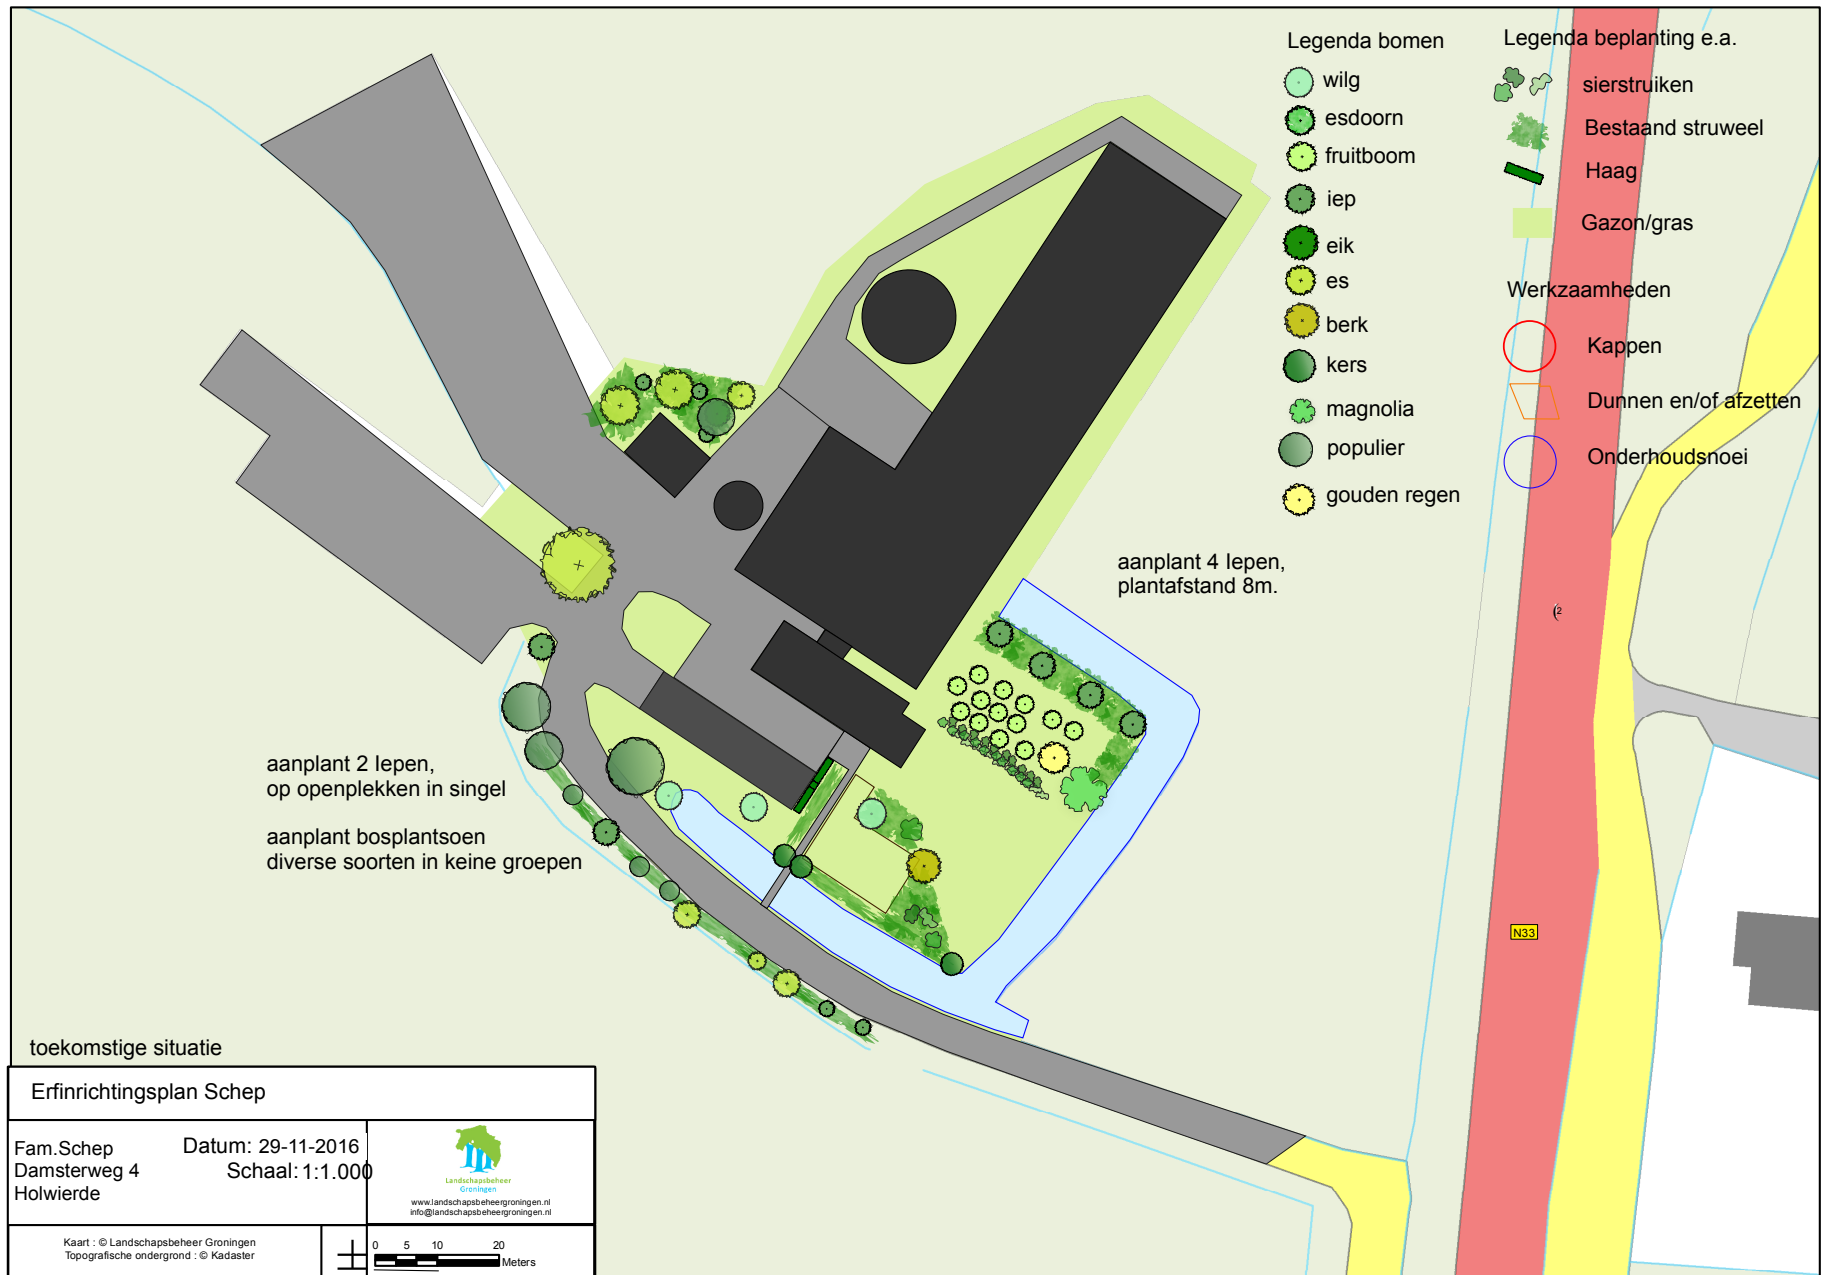 Legenda bomen
wilg
esdoorn
fruitboom
iep
eik
es
berk
kers
magnolia
populier
gouden regen
Legenda beplanting e.a.
sierstruiken
Bestaand struweel
Haag
Gazon/gras
Werkzaamheden
Kappen
Dunnen en/of afzetten
Onderhoudsnoei
aanplant 4 Iepen,
plantafstand 8m.
2
aanplant 2 Iepen,
op openplekken in singel
aanplant bosplantsoen
diverse soorten in keine groepen
N33
toekomstige situatie
Erfinrichtingsplan Schep
Fam.Schep
Damsterweg 4
Holwierde
Datum: 29-11-2016
Schaal: 1:1.000
Landschapsbeheer
Groningen
www.landschapsbeheergroningen.nl
info@landschapsbeheergroningen.nl
Kaart : © Landschapsbeheer Groningen
Topografische ondergrond : © Kadaster
0 5 10 20
Meters